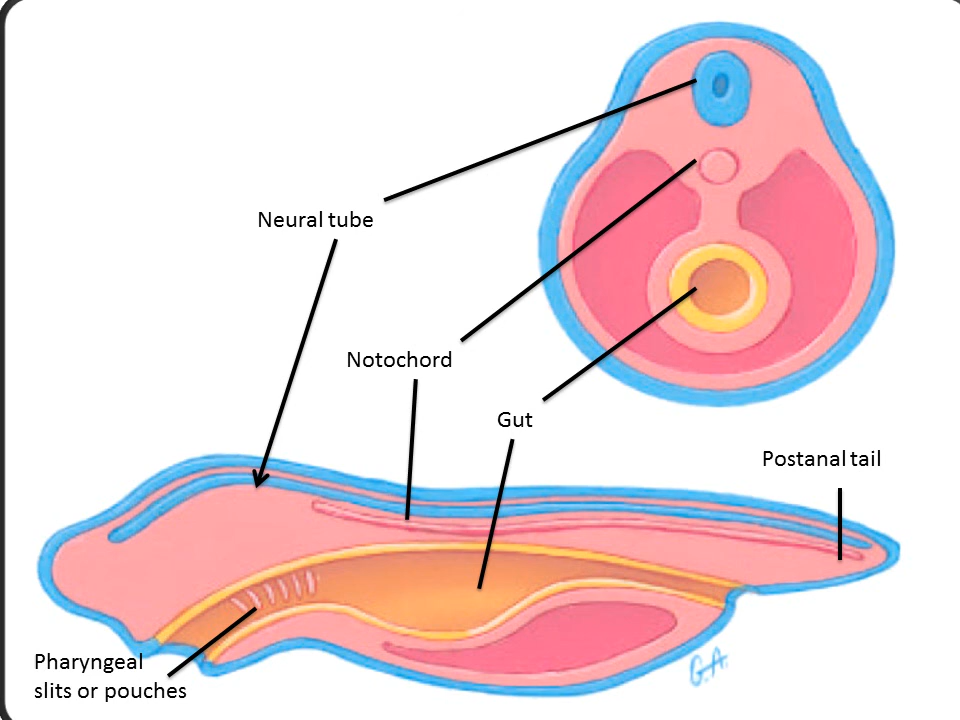 Neural tube
Notochord
Gut
Postanal tail
Pharyngeal
slits or pouches
G.A.